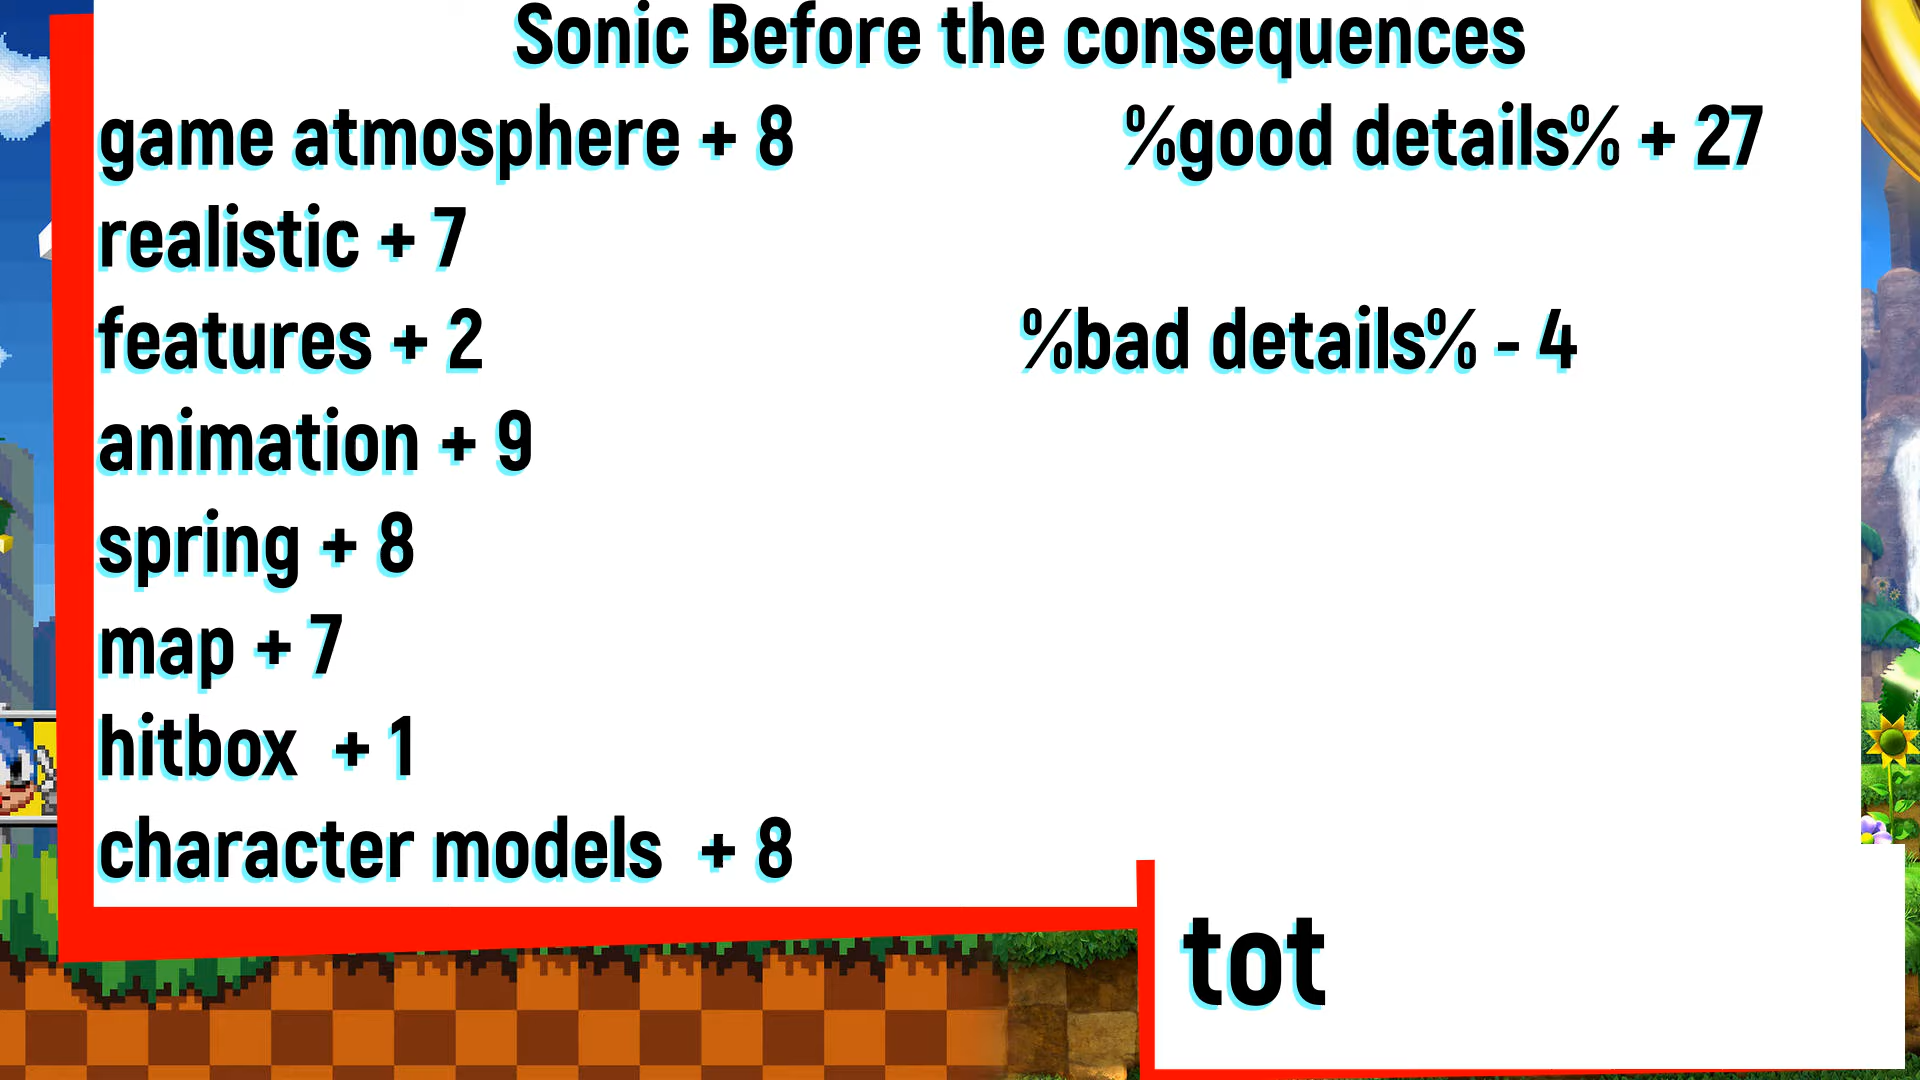 Sonic Before the consequences
game atmosphere + 8
%good details% + 27
realistic + 7
features + 2
%bad details% - 4
animation + 9
spring + 8
map + 7
hitbox + 1
character models + 8
tot